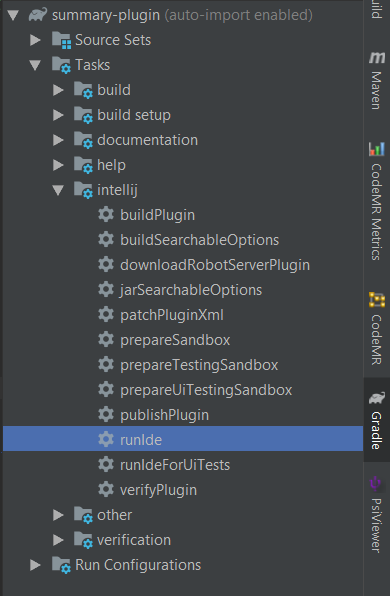 summary-plugin (auto-import enabled)
Source Sets
Tasks
build
build setup
documentation
help
intellij
buildPlugin
buildSearchableOptions
downloadRobotServerPlugin
jarSearchableOptions
patchPluginXml
prepareSandbox
prepareTestingSandbox
prepareUiTestingSandbox
publishPlugin
runIde
runIdeForUiTests
verifyPlugin
other
verification
Run Configurations
Maven
CodeMR Metrics
CodeMR
Gradle
PsiViewer